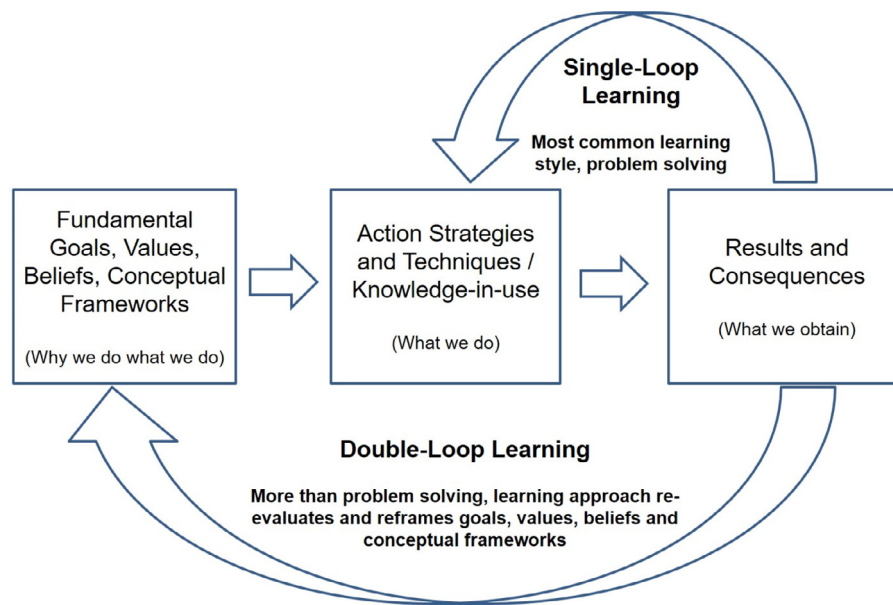 Single-Loop
Learning
Most common learning
style, problem solving
Fundamental
Goals, Values,
Beliefs, Conceptual
Frameworks
(Why we do what we do)
Action Strategies
and Techniques /
Knowledge-in-use
(What we do)
Results and
Consequences
(What we obtain)
Double-Loop Learning
More than problem solving, learning approach re-
evaluates and reframes goals, values, beliefs and
conceptual frameworks